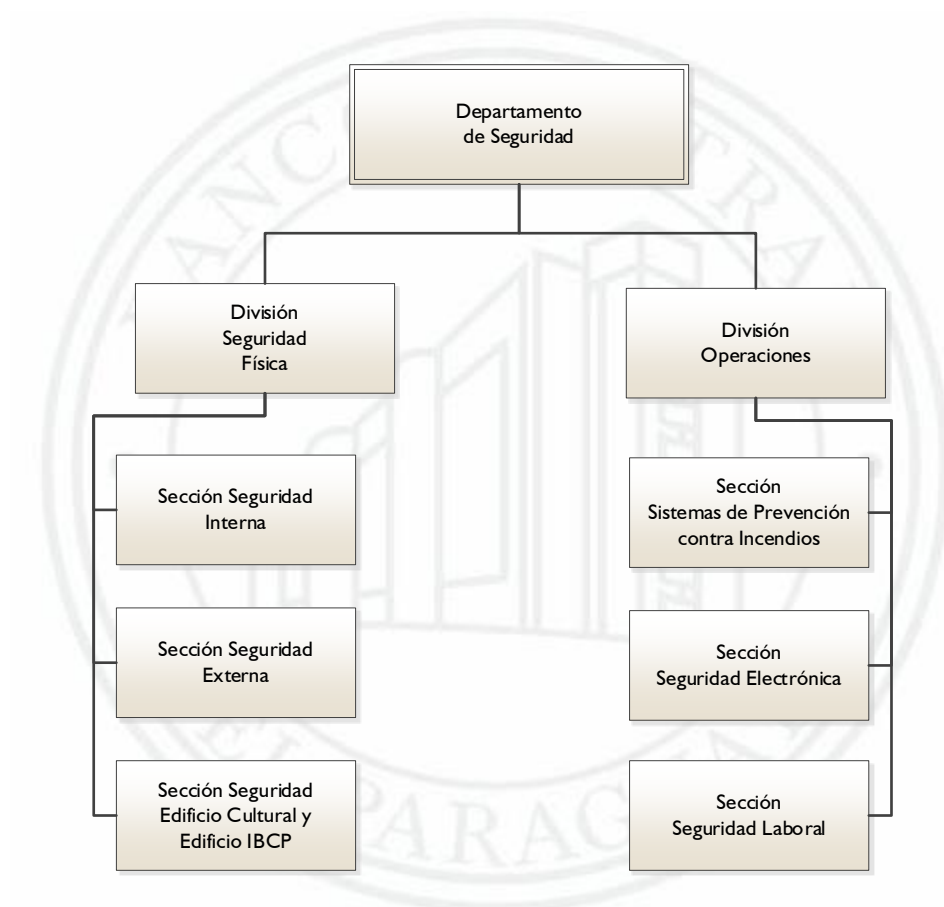 Departamento
de Seguridad
División
Seguridad
Física
División
Operaciones
Sección Seguridad
Interna
Sección
Sistemas de Prevención
contra Incendios
Sección Seguridad
Externa
Sección
Seguridad Electrónica
Sección Seguridad
Edificio Cultural y
Edificio IBCP
Sección
Seguridad Laboral